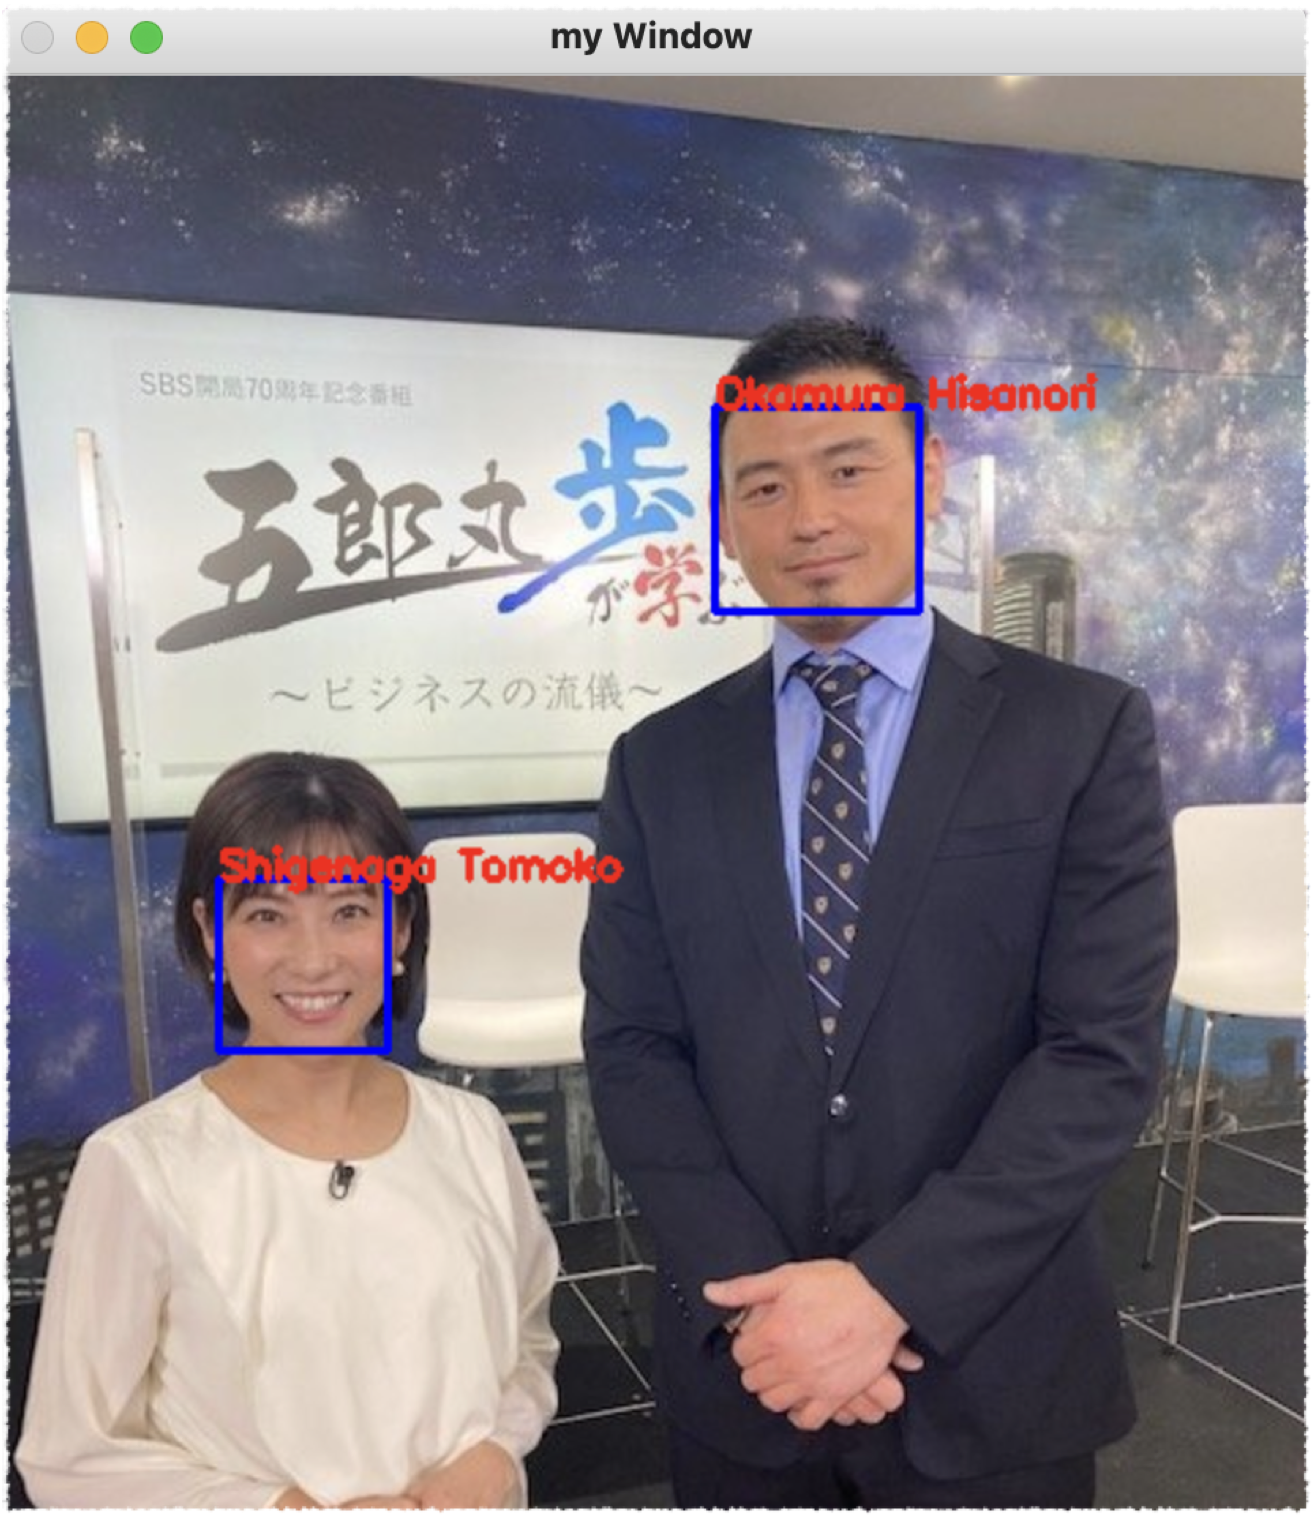 my Window
SBS開局70周年記念番組
Okamura Hisanori
五郎丸 歩
が学ぶ
～ビジネスの流儀～
Shigenaga Tomoko